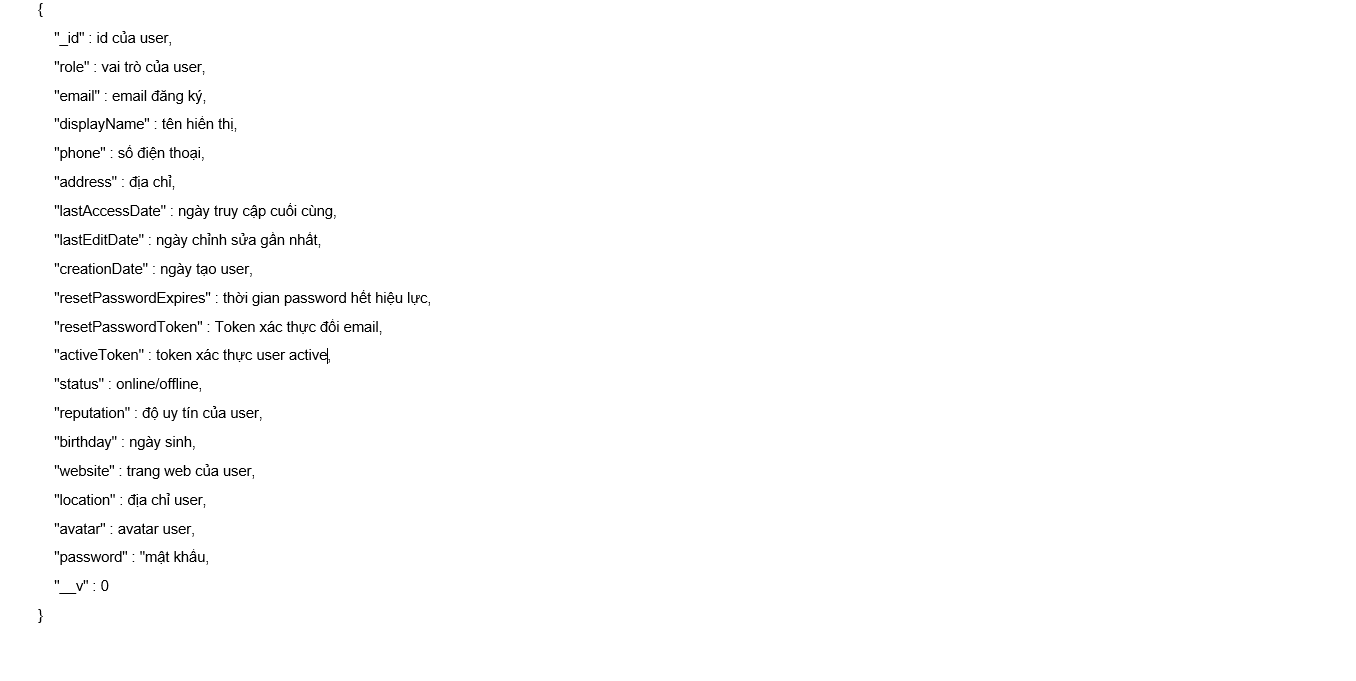 {
"_id" : id của user,
"role" : vai trò của user,
"email" : email đăng ký,
"displayName" : tên hiển thị,
"phone" : số điện thoại,
"address" : địa chỉ,
"lastAccessDate" : ngày truy cập cuối cùng,
"lastEditDate" : ngày chỉnh sửa gần nhất,
"creationDate" : ngày tạo user,
"resetPasswordExpires" : thời gian password hết hiệu lực,
"resetPasswordToken" : Token xác thực đổi email,
"activeToken" : token xác thực user active,
"status" : online/offline,
"reputation" : độ uy tín của user,
"birthday" : ngày sinh,
"website" : trang web của user,
"location" : địa chỉ user,
"avatar" : avatar user,
"password" : "mật khẩu,
"__v" : 0
}